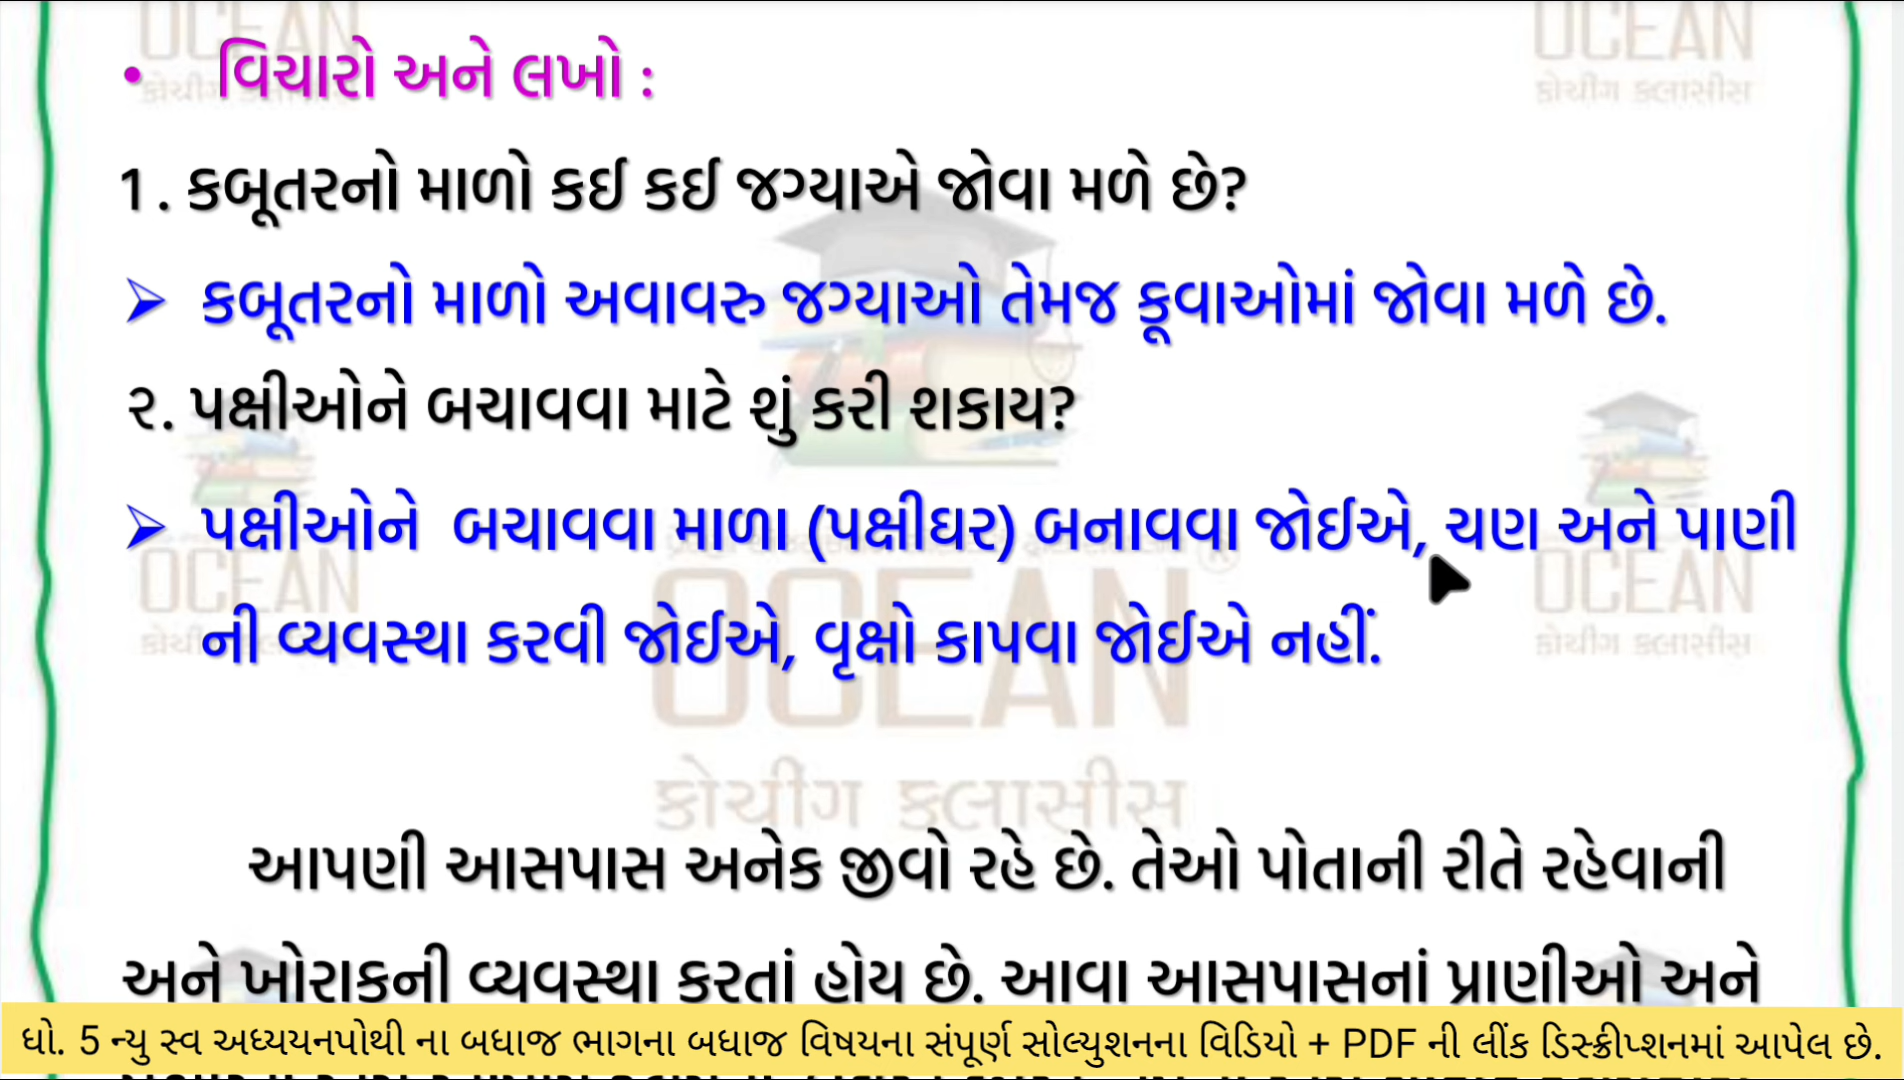 • વિચારો અને લખો :
1. કબૂતરનો માળો કઈ કઈ જગ્યાએ જોવા મળે છે?
➢ કબૂતરનો માળો અવાવરુ જગ્યાઓ તેમજ કૂવાઓમાં જોવા મળે છે.
૨. પક્ષીઓને બચાવવા માટે શું કરી શકાય?
➢ પક્ષીઓને બચાવવા માળા (પક્ષીઘર) બનાવવા જોઈએ, ચણ અને પાણી
ની વ્યવસ્થા કરવી જોઈએ, વૃક્ષો કાપવા જોઈએ નહીં.
OCEAN
કોચીંગ ક્લાસીસ
આપણી આસપાસ અનેક જીવો રહે છે. તેઓ પોતાની રીતે રહેવાની
અને ખોરાકની વ્યવસ્થા કરતાં હોય છે. આવા આસપાસનાં પ્રાણીઓ અને
ધો. 5 ન્યુ સ્વ અધ્યયનપોથી ના બધાજ ભાગના બધાજ વિષયના સંપૂર્ણ સોલ્યુશનના વિડિયો + PDF ની લીંક ડિસ્ક્રીપ્શનમાં આપેલ છે.